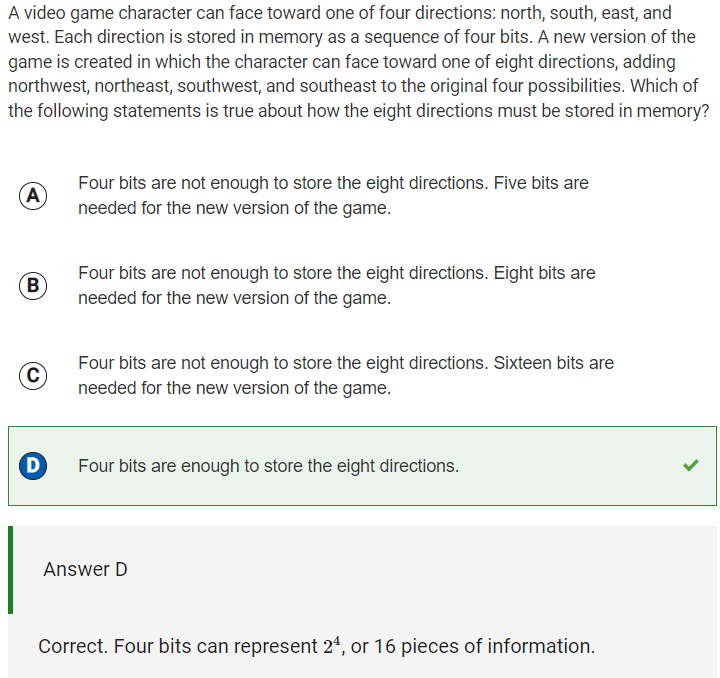 A video game character can face toward one of four directions: north, south, east, and
west. Each direction is stored in memory as a sequence of four bits. A new version of the
game is created in which the character can face toward one of eight directions, adding
northwest, northeast, southwest, and southeast to the original four possibilities. Which of
the following statements is true about how the eight directions must be stored in memory?
A Four bits are not enough to store the eight directions. Five bits are
needed for the new version of the game.
B Four bits are not enough to store the eight directions. Eight bits are
needed for the new version of the game.
C Four bits are not enough to store the eight directions. Sixteen bits are
needed for the new version of the game.
D Four bits are enough to store the eight directions.
Answer D
Correct. Four bits can represent 2⁴, or 16 pieces of information.